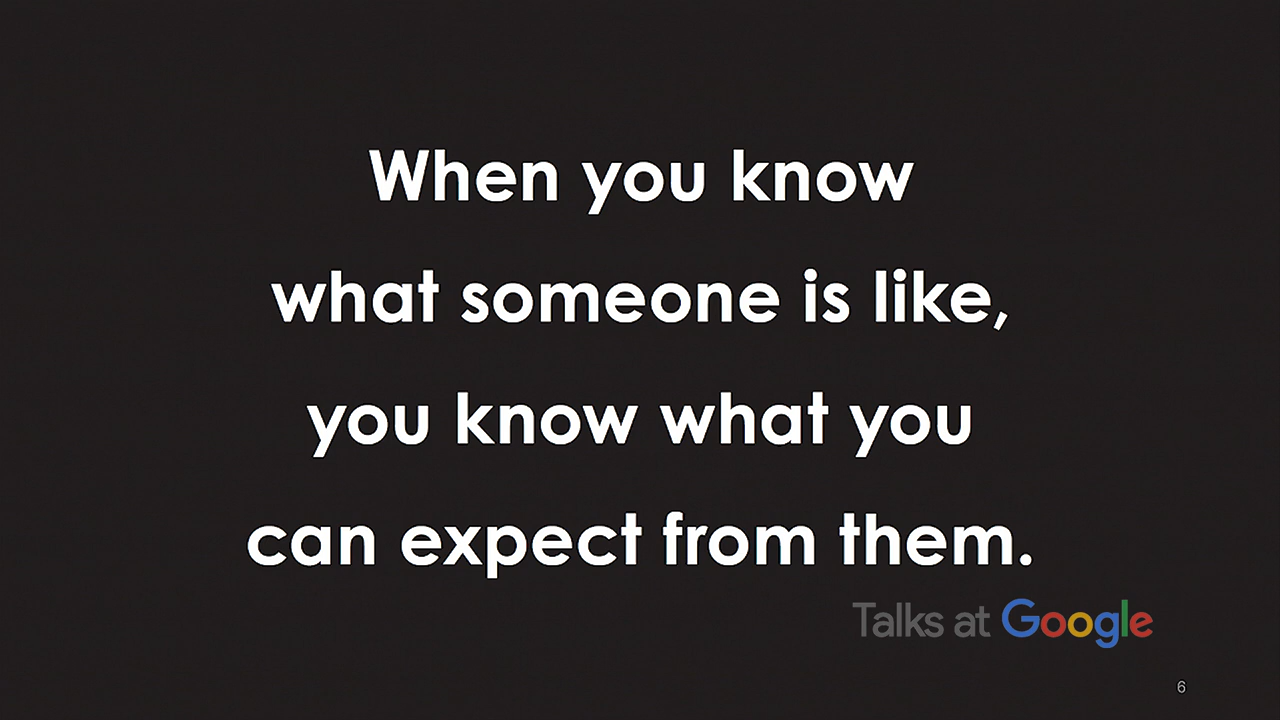 When you know
what someone is like,
you know what you
can expect from them.
Talks at Google
6